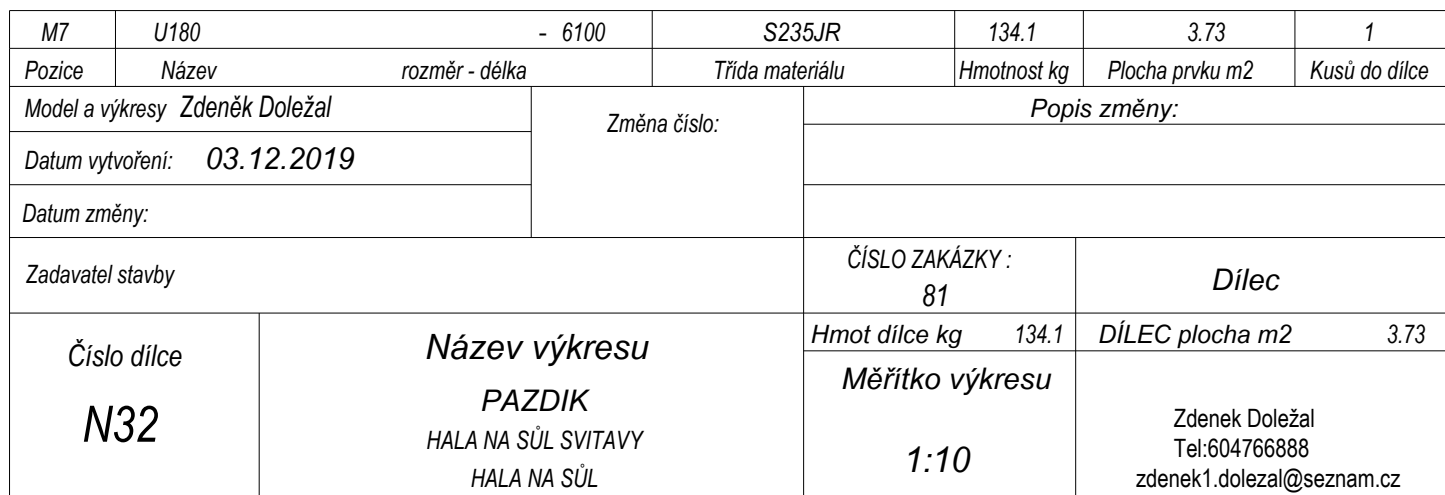 M7 U180 - 6100 S235JR 134.1 3.73 1
Pozice Název rozměr - délka Třída materiálu Hmotnost kg Plocha prvku m2 Kusů do dílce
Model a výkresy Zdeněk Doležal
Změna číslo:
Popis změny:
Datum vytvoření: 03.12.2019
Datum změny:
Zadavatel stavby
ČÍSLO ZAKÁZKY :
81
Dílec
Číslo dílce
N32
Název výkresu
PAZDIK
HALA NA SŮL SVITAVY
HALA NA SŮL
Hmot dílce kg 134.1
DÍLEC plocha m2 3.73
Měřítko výkresu
1:10
Zdenek Doležal
Tel:604766888
zdenek1.dolezal@seznam.cz